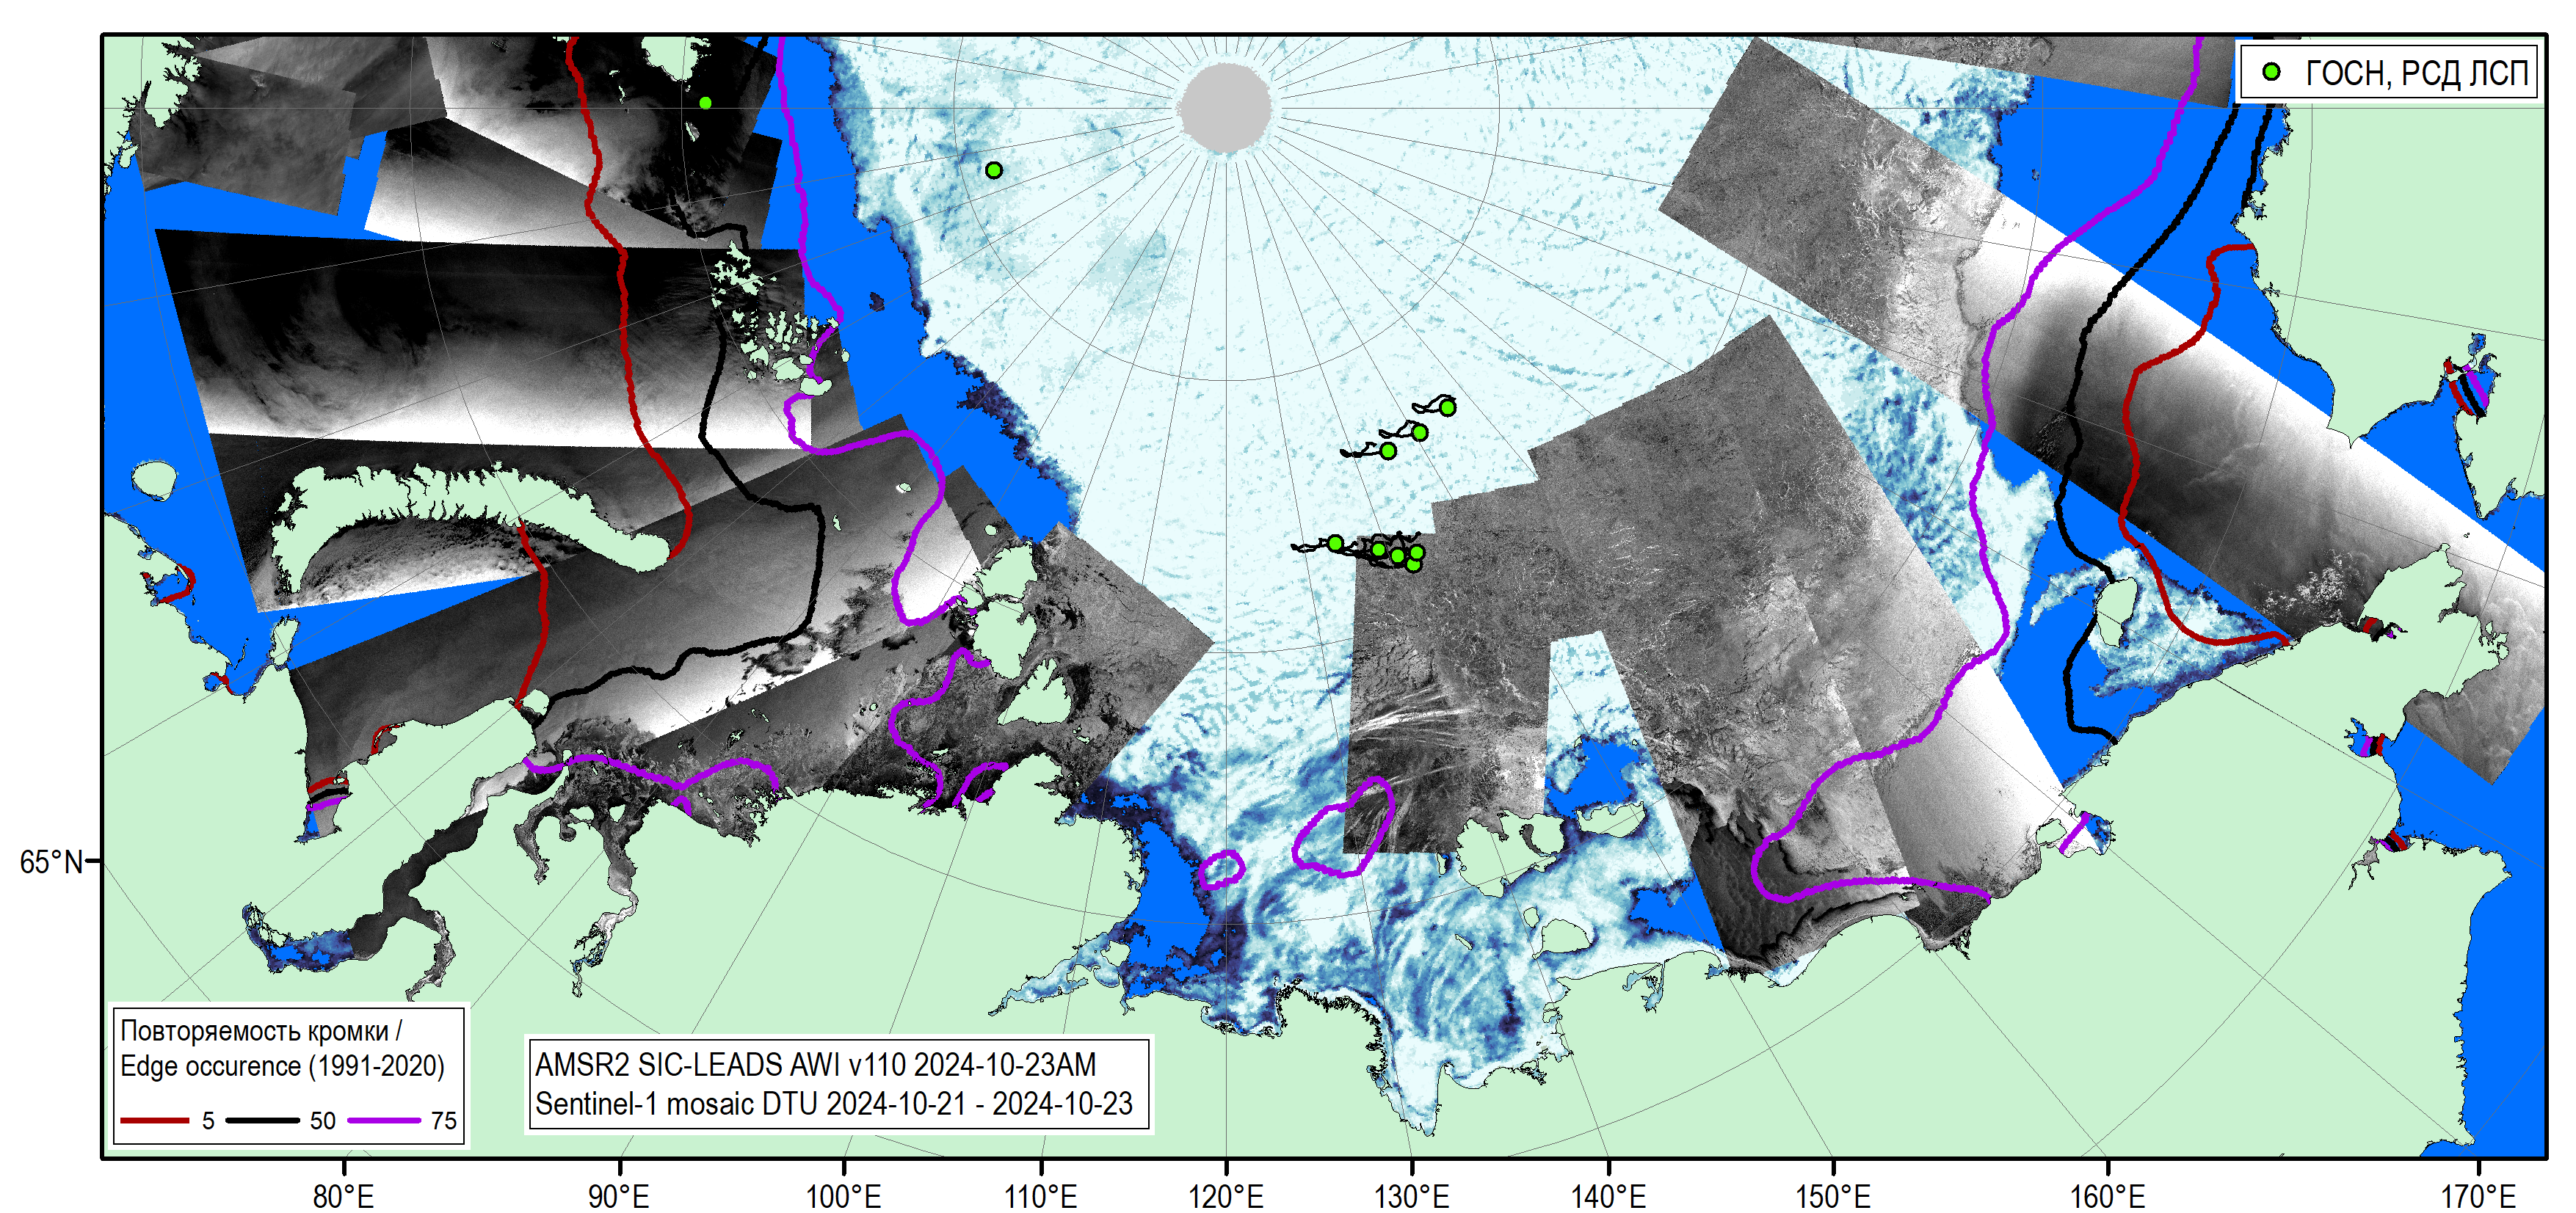 ГОСН, РСД ЛСП
65°N
Повторяемость кромки /
Edge occurence (1991-2020)
5 50 75
AMSR2 SIC-LEADS AWI v110 2024-10-23AM
Sentinel-1 mosaic DTU 2024-10-21 - 2024-10-23
80°E 90°E 100°E 110°E 120°E 130°E 140°E 150°E 160°E 170°E